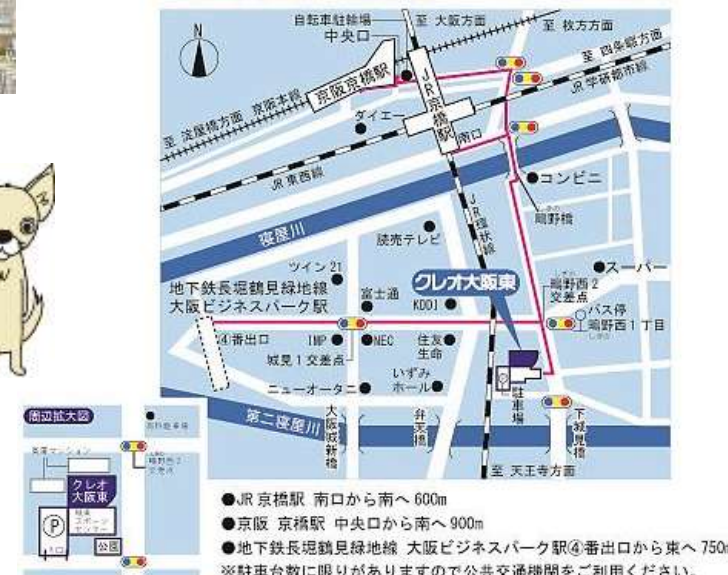 自転車駐輪場
中央口
至 大阪方面
至 枚方方面
至 四条畷方面
JR学研都市線
京阪京橋駅
JR京橋駅
至 淀屋橋方面 京阪本線
ダイエー
南口
JR東西線
コンビニ
鴫野橋
JR環状線
寝屋川
読売テレビ
ツイン21
クレオ大阪東
スーパー
地下鉄長堀鶴見緑地線
大阪ビジネスパーク駅
富士通
KDDI
鴫野西2
交差点
バス停
鴫野西1丁目
④番出口
IMP
NEC
住友
生命
城見1交差点
いずみ
ホール
ニューオータニ
P
駐車場
第二寝屋川
大阪城新橋
弁天橋
下城見橋
至 天王寺方面
周辺拡大図
クレオ
大阪東
P
公園
●JR京橋駅 南口から南へ 600m
●京阪 京橋駅 中央口から南へ 900m
●地下鉄長堀鶴見緑地線 大阪ビジネスパーク駅④番出口から東へ 750m
※駐車台数に限りがありますので公共交通機関をご利用ください。